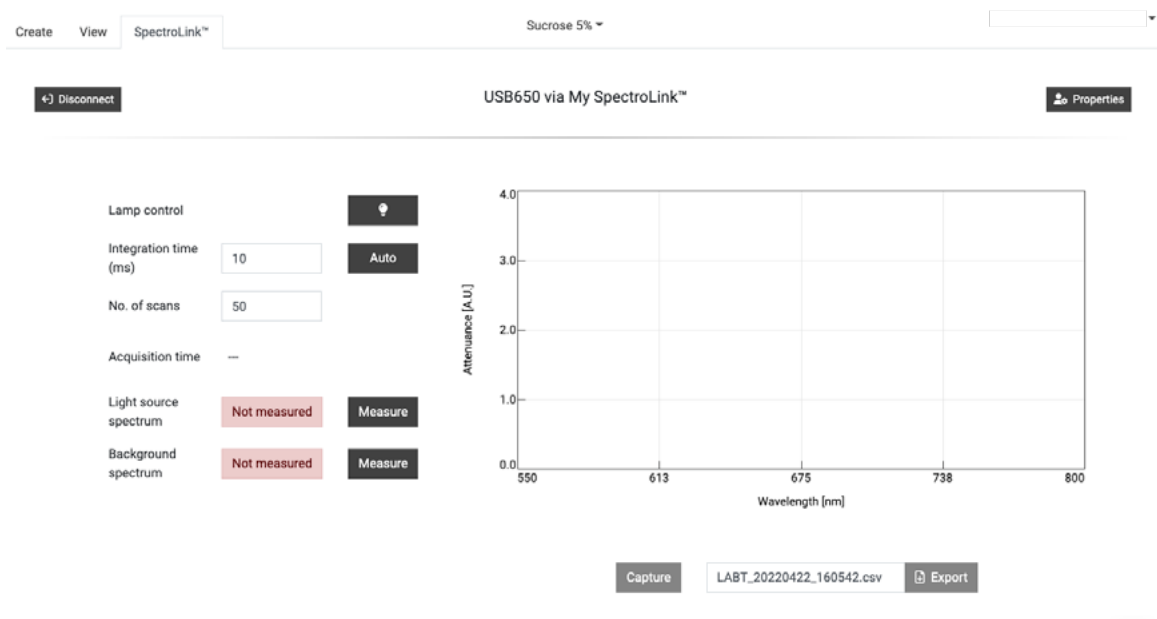 Create View SpectroLink™ Sucrose 5%
Disconnect USB650 via My SpectroLink™ Properties
Lamp control
Integration time
(ms) 10 Auto
No. of scans 50
Acquisition time ---
Light source
spectrum Not measured Measure
Background
spectrum Not measured Measure
Attenuance [A.U.]
4.0
3.0
2.0
1.0
0.0
550 613 675 738 800
Wavelength [nm]
Capture LABT_20220422_160542.csv Export